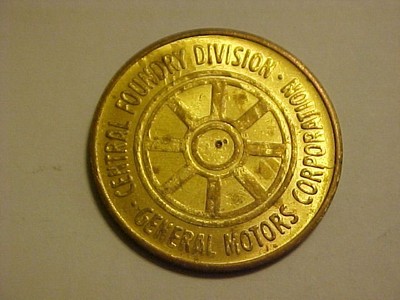 CENTRAL FOUNDRY DIVISION
GENERAL MOTORS CORPORATION